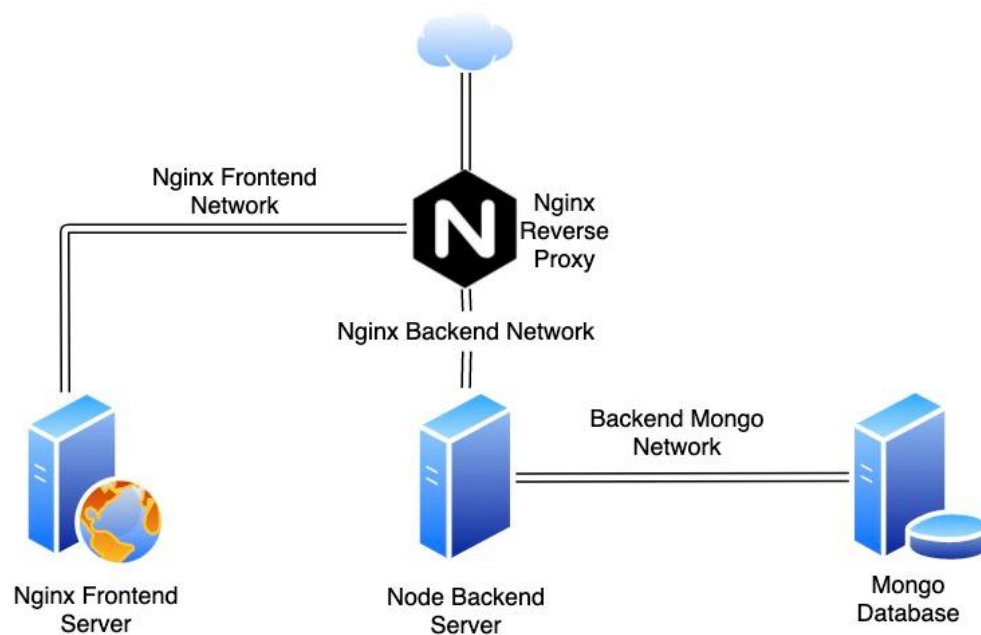 Nginx Frontend
Network
N
Nginx
Reverse
Proxy
Nginx Backend Network
Backend Mongo
Network
Nginx Frontend
Server
Node Backend
Server
Mongo
Database